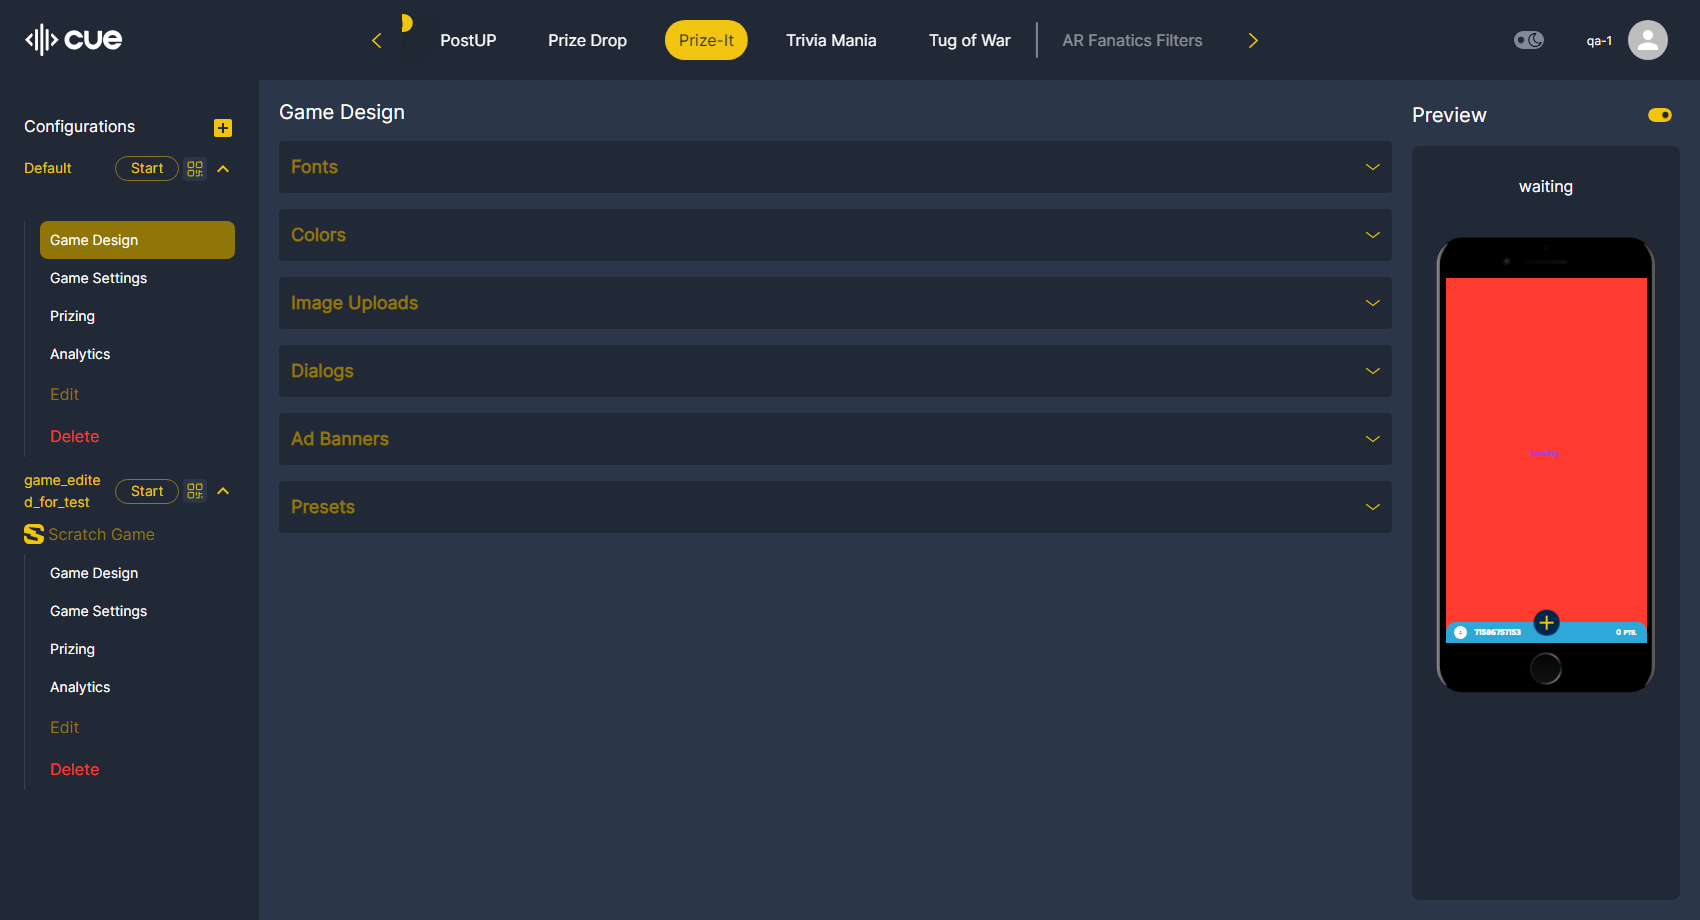 cue
PostUP
Prize Drop
Prize-It
Trivia Mania
Tug of War
AR Fanatics Filters
qa-1
Configurations
Default
Start
Game Design
Game Settings
Prizing
Analytics
Edit
Delete
game_edite
d_for_test
Start
Scratch Game
Game Design
Game Settings
Prizing
Analytics
Edit
Delete
Game Design
Fonts
Colors
Image Uploads
Dialogs
Ad Banners
Presets
Preview
waiting
Loading
0 PTS.